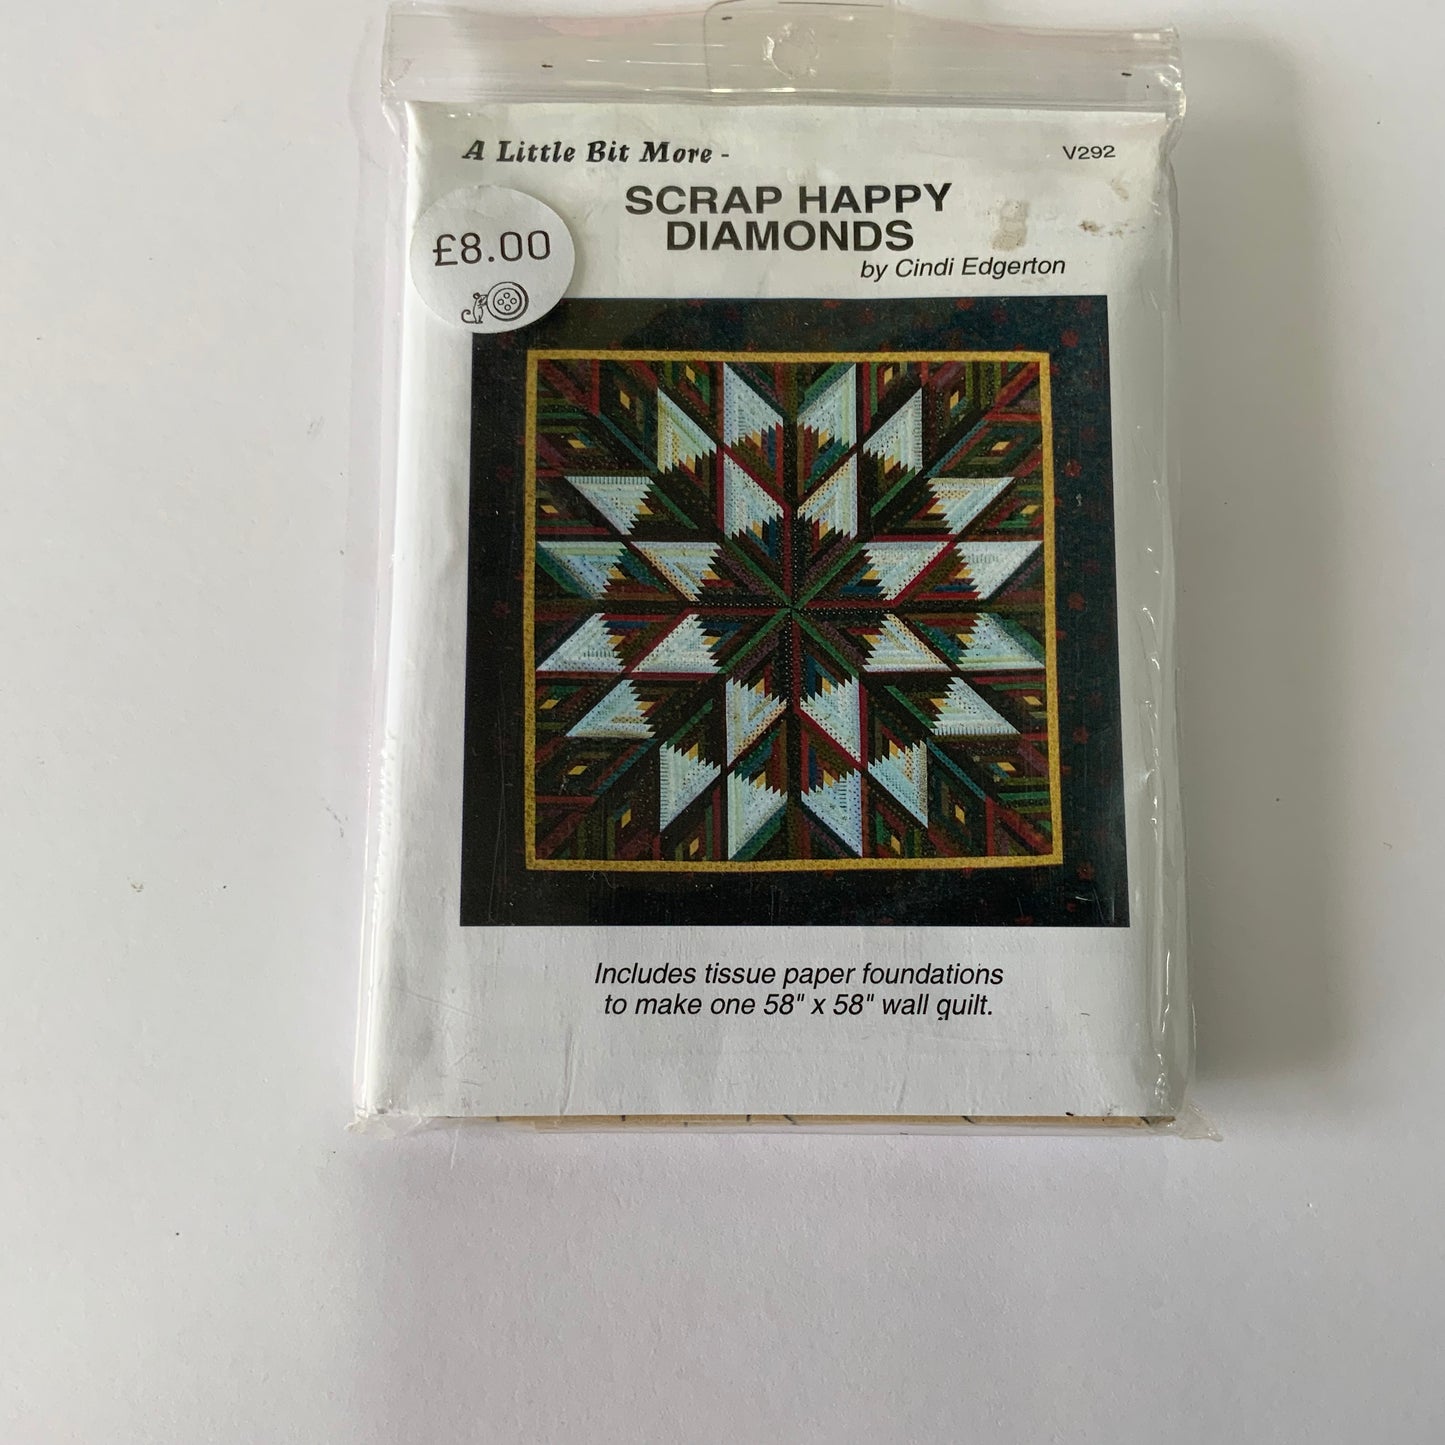 A Little Bit More -
V292
SCRAP HAPPY
DIAMONDS
by Cindi Edgerton
£8.00
Includes tissue paper foundations
to make one 58" x 58" wall quilt.